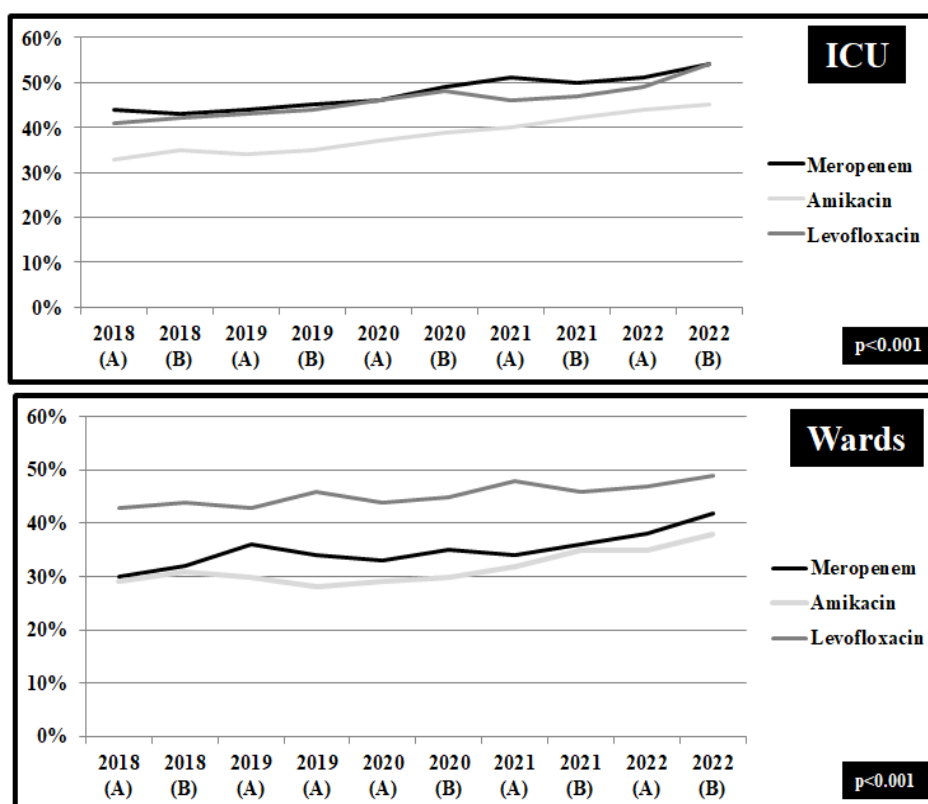 ICU
60%
50%
40%
30%
20%
10%
0%
Meropenem
Amikacin
Levofloxacin
2018 2018 2019 2019 2020 2020 2021 2021 2022 2022
(A) (B) (A) (B) (A) (B) (A) (B) (A) (B)
p<0.001
Wards
60%
50%
40%
30%
20%
10%
0%
Meropenem
Amikacin
Levofloxacin
2018 2018 2019 2019 2020 2020 2021 2021 2022 2022
(A) (B) (A) (A) (A) (B) (A) (B) (A) (B)
p<0.001